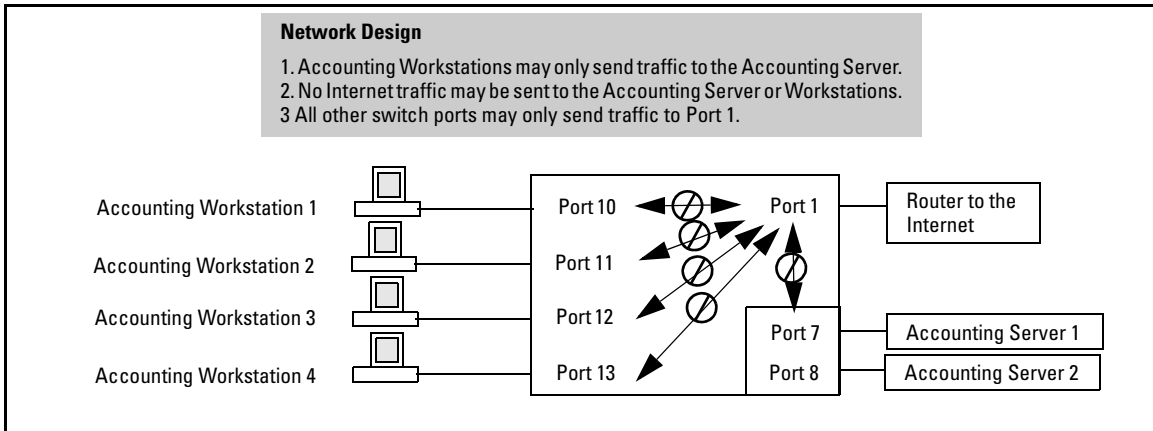 Network Design
1. Accounting Workstations may only send traffic to the Accounting Server.
2. No Internet traffic may be sent to the Accounting Server or Workstations.
3 All other switch ports may only send traffic to Port 1.
Accounting Workstation 1
Port 10
Port 1
Router to the
Internet
Accounting Workstation 2
Port 11
Accounting Workstation 3
Port 12
Port 7
Accounting Server 1
Accounting Workstation 4
Port 13
Port 8
Accounting Server 2